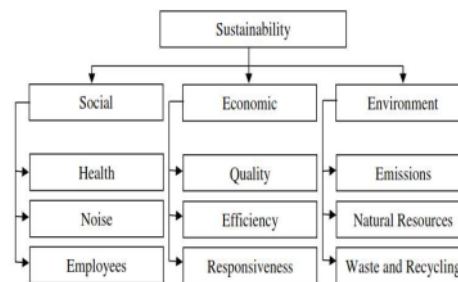 Sustainability
Social
Economic
Environment
Health
Quality
Emissions
Noise
Efficiency
Natural Resources
Employees
Responsiveness
Waste and Recycling